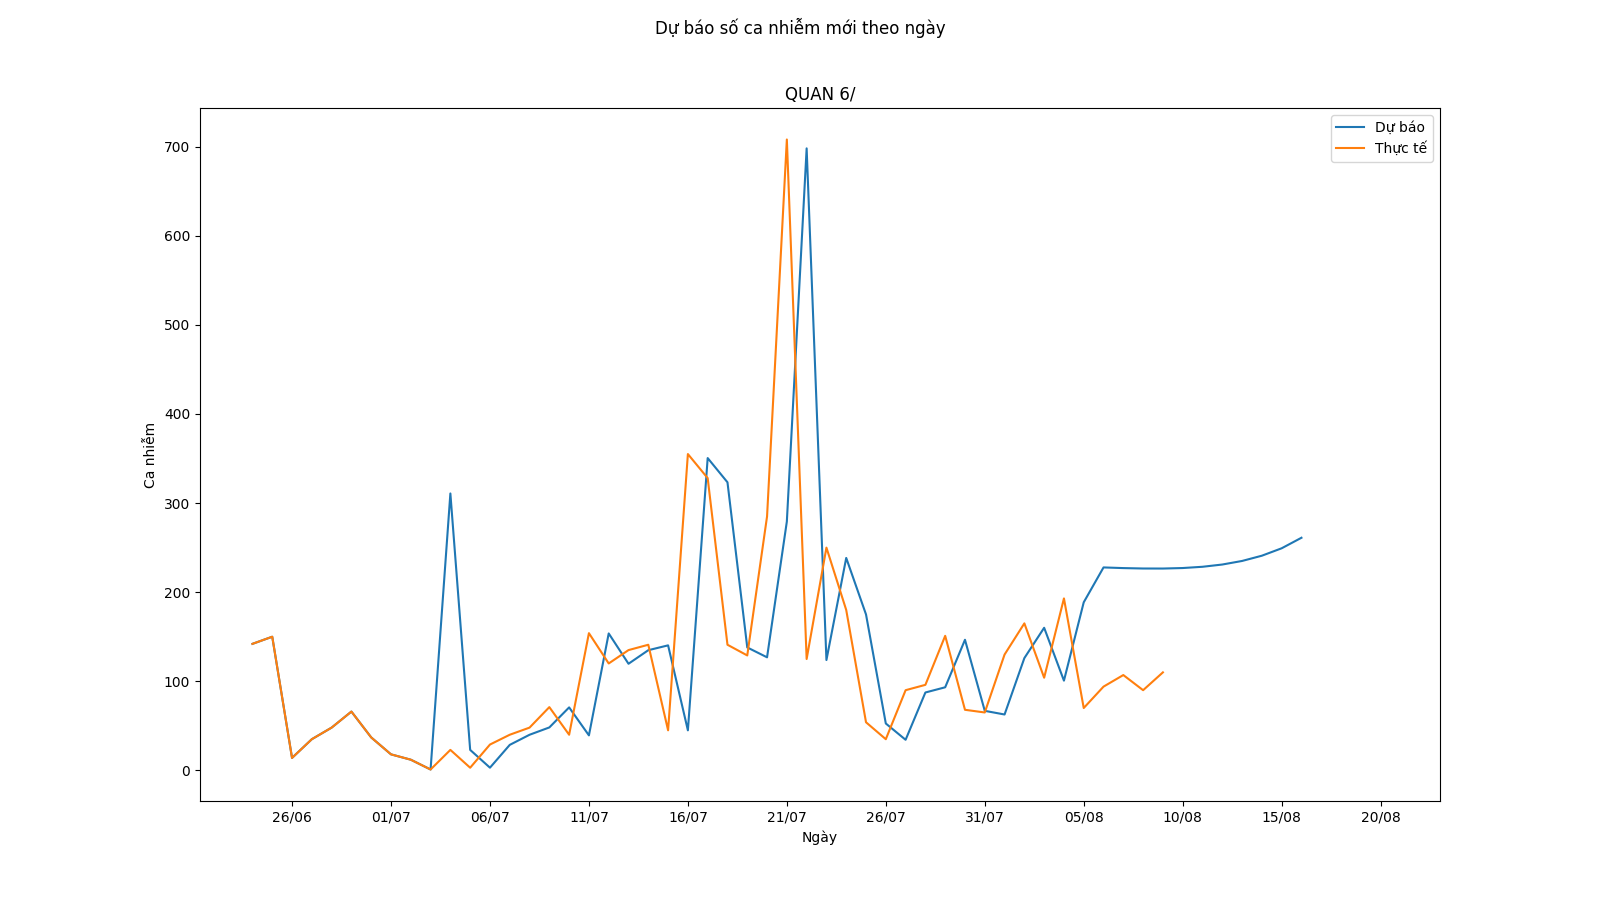 Dự báo số ca nhiễm mới theo ngày
QUAN 6/
Dự báo
Thực tế
700
600
500
400
300
200
100
0
Ca nhiễm
26/06 01/07 06/07 11/07 16/07 21/07 26/07 31/07 05/08 10/08 15/08 20/08
Ngày